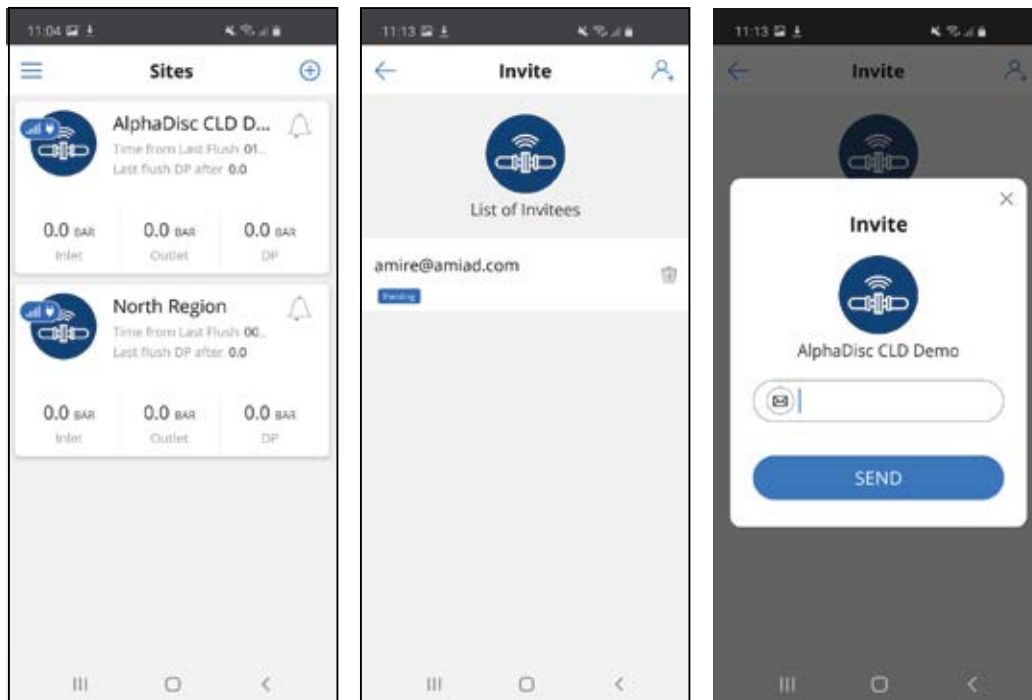 11:04
Sites
AlphaDisc CLD D...
Time from Last Flush 01..
Last flush DP after 0.0
0.0 BAR 0.0 BAR 0.0 BAR
Inlet Outlet DP
North Region
Time from Last Flush 00..
Last flush DP after 0.0
0.0 BAR 0.0 BAR 0.0 BAR
Inlet Outlet DP
11:13
Invite
List of Invitees
amire@amiad.com
Pending
11:13
Invite
Invite
AlphaDisc CLD Demo
SEND